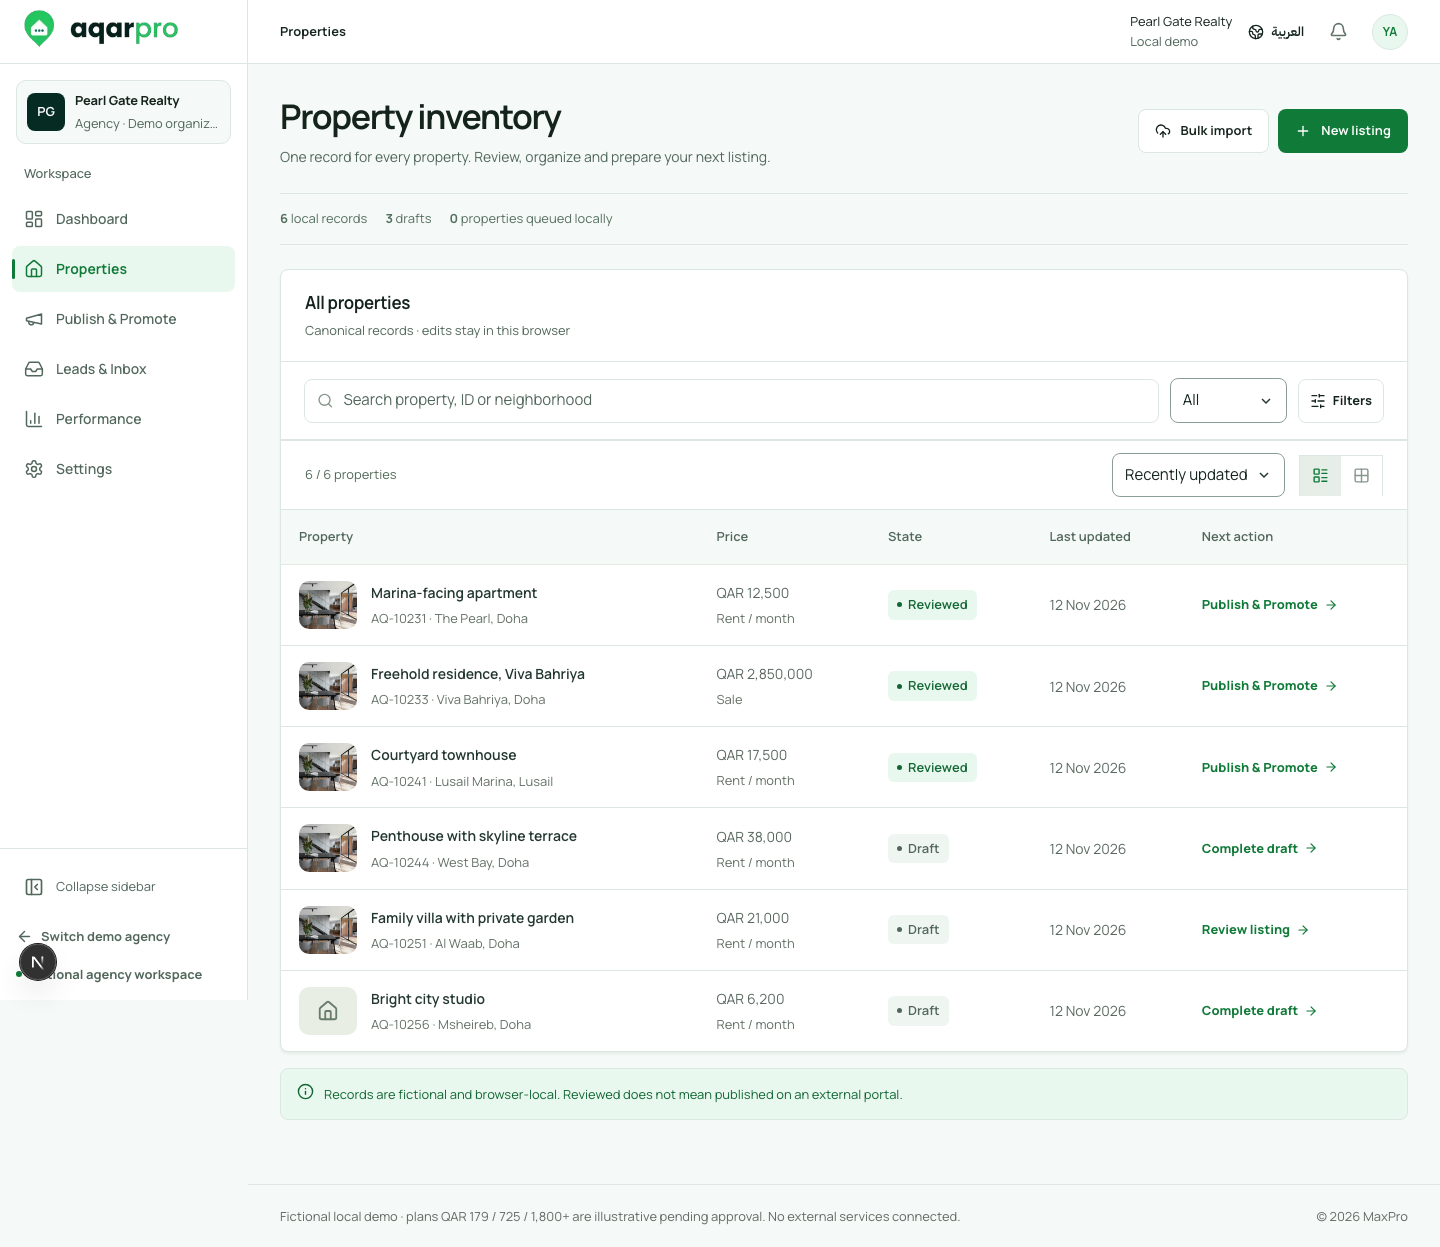 aqarpro
Properties
Pearl Gate Realty
Local demo
العربية
YA
PG
Pearl Gate Realty
Agency · Demo organiz...
Workspace
Dashboard
Properties
Publish & Promote
Leads & Inbox
Performance
Settings
Collapse sidebar
Switch demo agency
tional agency workspace
N
Property inventory
One record for every property. Review, organize and prepare your next listing.
Bulk import
New listing
6 local records 3 drafts 0 properties queued locally
All properties
Canonical records · edits stay in this browser
Search property, ID or neighborhood
All
Filters
6 / 6 properties
Recently updated
Property Price State Last updated Next action
Marina-facing apartment
AQ-10231 · The Pearl, Doha
QAR 12,500
Rent / month
Reviewed
12 Nov 2026
Publish & Promote
Freehold residence, Viva Bahriya
AQ-10233 · Viva Bahriya, Doha
QAR 2,850,000
Sale
Reviewed
12 Nov 2026
Publish & Promote
Courtyard townhouse
AQ-10241 · Lusail Marina, Lusail
QAR 17,500
Rent / month
Reviewed
12 Nov 2026
Publish & Promote
Penthouse with skyline terrace
AQ-10244 · West Bay, Doha
QAR 38,000
Rent / month
Draft
12 Nov 2026
Complete draft
Family villa with private garden
AQ-10251 · Al Waab, Doha
QAR 21,000
Rent / month
Draft
12 Nov 2026
Review listing
Bright city studio
AQ-10256 · Msheireb, Doha
QAR 6,200
Rent / month
Draft
12 Nov 2026
Complete draft
Records are fictional and browser-local. Reviewed does not mean published on an external portal.
Fictional local demo · plans QAR 179 / 725 / 1,800+ are illustrative pending approval. No external services connected.
© 2026 MaxPro